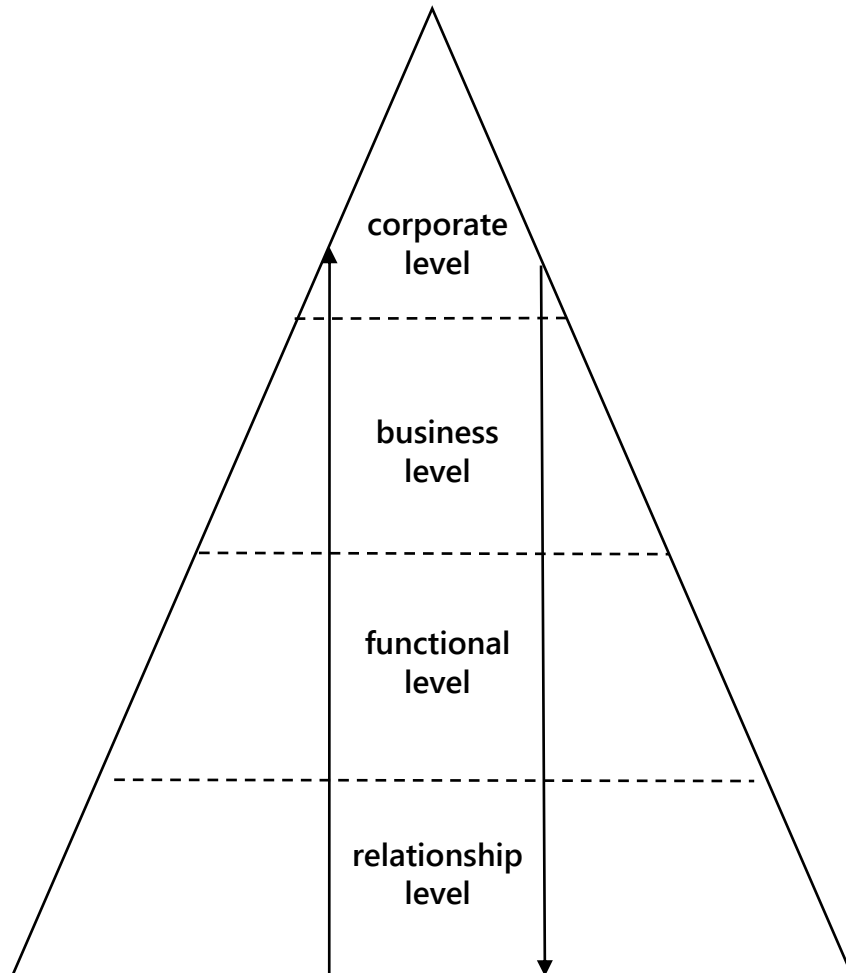 corporate
level
business
level
functional
level
relationship
level